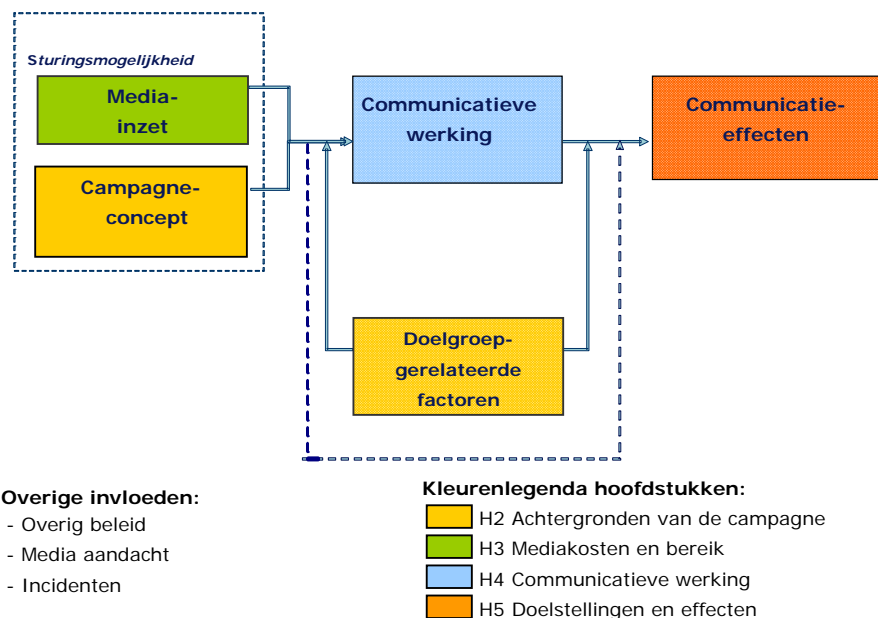 Sturingsmogelijkheid
Media-
inzet
Campagne-
concept
Communicatieve
werking
Communicatie-
effecten
Doelgroep-
gerelateerde
factoren
Overige invloeden:
- Overig beleid
- Media aandacht
- Incidenten
Kleurenlegenda hoofdstukken:
H2 Achtergronden van de campagne
H3 Mediakosten en bereik
H4 Communicatieve werking
H5 Doelstellingen en effecten